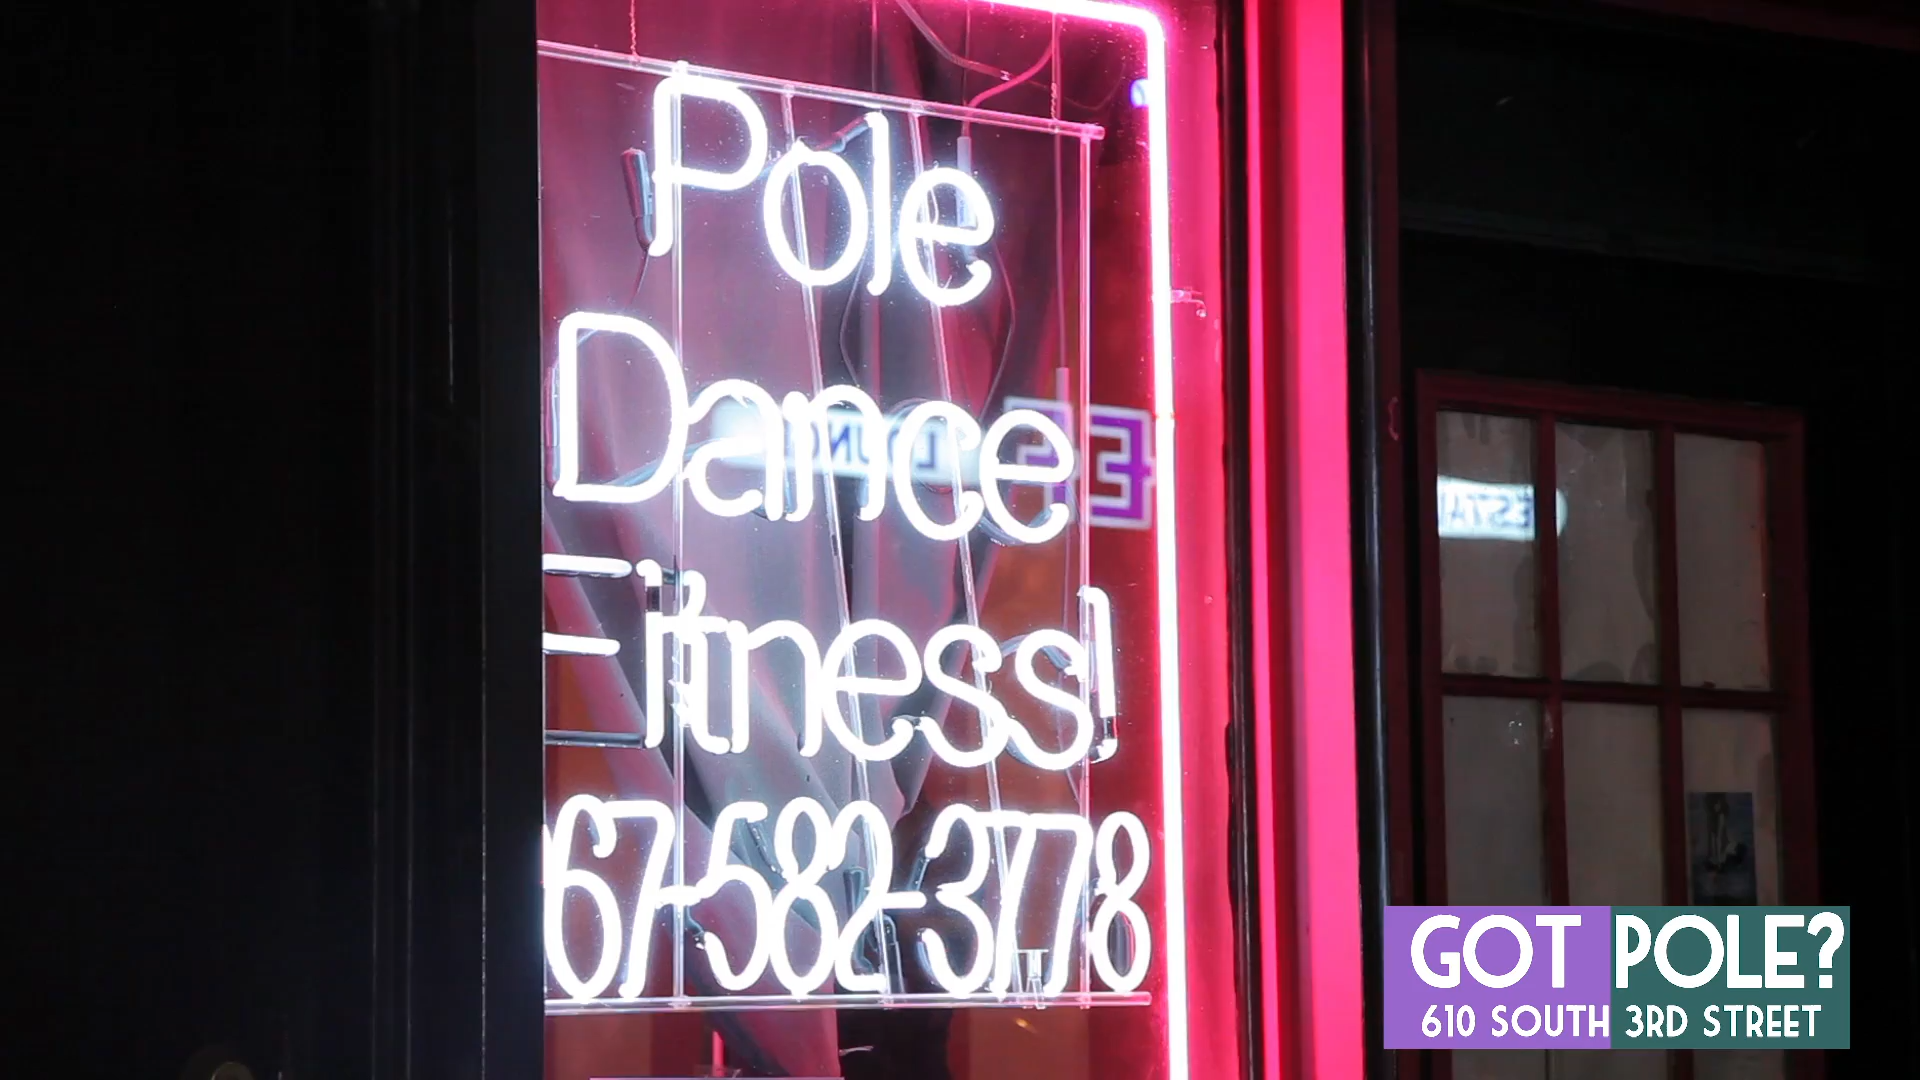 Pole
Dance
Fitness!
67-582-3778
GOT POLE?
610 SOUTH 3RD STREET